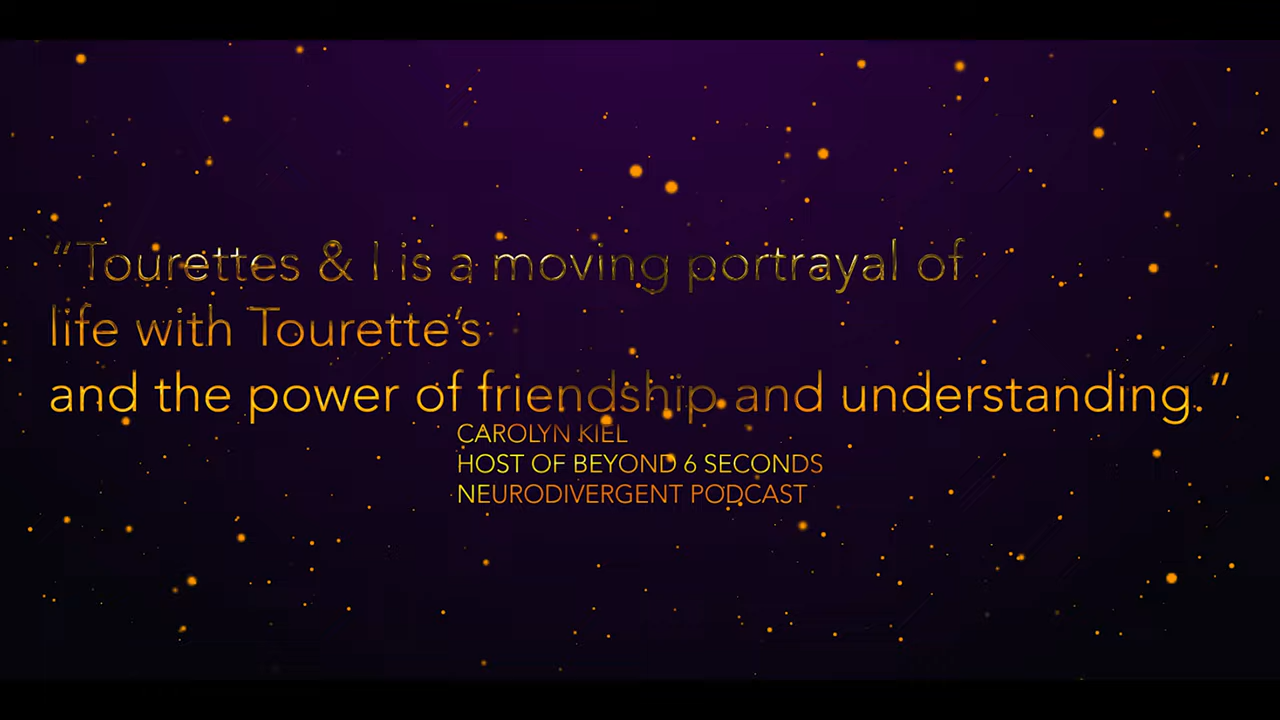 “Tourettes & I is a moving portrayal of
life with Tourette‘s
and the power of friendship and understanding.”
CAROLYN KIEL
HOST OF BEYOND 6 SECONDS
NEURODIVERGENT PODCAST